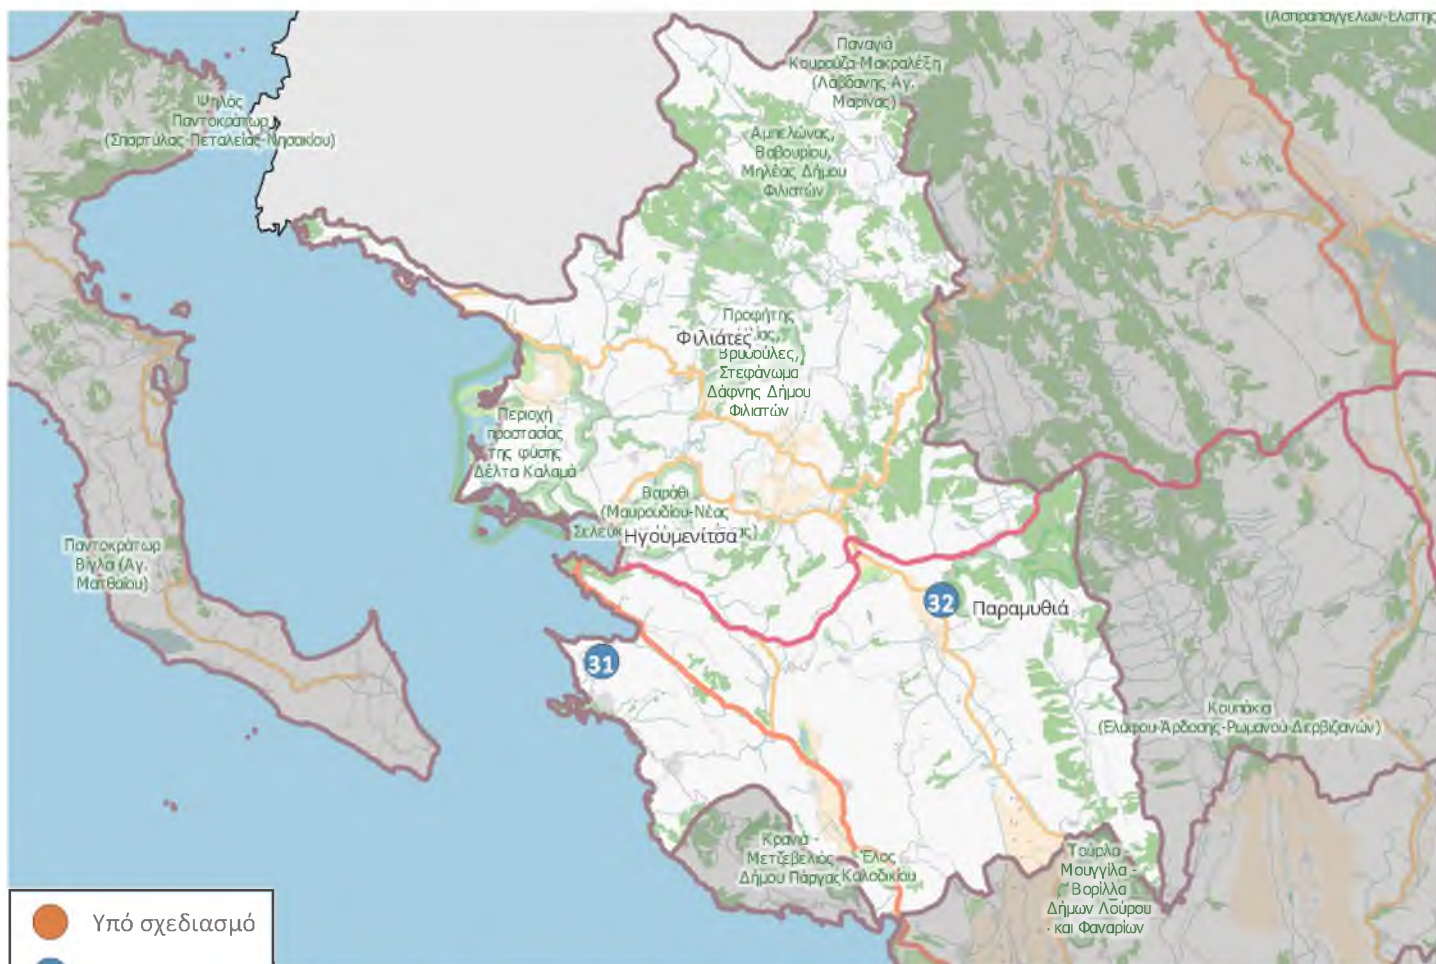 (Ασπραπαγγέλων-Ελάτης
Παναγιά
Κουρούζα-Μακραλέξη
(Λάβδανης-Αγ.
Μαρίνας)
Ψηλός
Παντοκράτωρ
(Σπαρτύλας-Πεταλείας-Νησακίου)
Αμπελώνας,
Βαβουρίου,
Μηλέας Δήμου
Φιλιατών
Προφήτης
Φιλιάτες
Βρυσούλες,
Στεφάνωμα
Δάφνης Δήμου
Φιλιατών
Περιοχή
προστασίας
της φύσης
Δέλτα Καλαμά
Βαράθι
(Μαυρουδίου-Νέας
Ηγουμενίτσα
Παντοκράτωρ
Βίγλα (Αγ.
Ματθαίου)
32
Παραμυθιά
31
Κουπάκια
(Ελάφου-Άρδοσης-Ρωμανού-Δερβιζιανών)
Κρανιά -
Μετζεβελιός
Δήμου Πάργας
Έλος
Καλοδικίου
Τούρλα -
Μουγγίλα -
Βορίλλα
Δήμων Λούρου
και Φαναρίων
Υπό σχεδιασμό